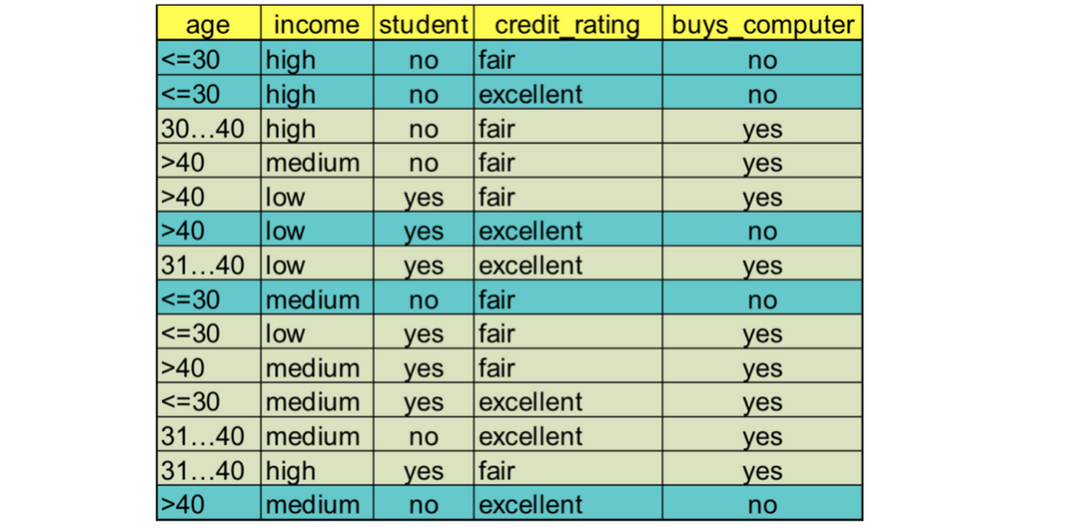 age income student credit_rating buys_computer
<=30 high no fair no
<=30 high no excellent no
30...40 high no fair yes
>40 medium no fair yes
>40 low yes fair yes
>40 low yes excellent no
31...40 low yes excellent yes
<=30 medium no fair no
<=30 low yes fair yes
>40 medium yes fair yes
<=30 medium yes excellent yes
31...40 medium no excellent yes
31...40 high yes fair yes
>40 medium no excellent no